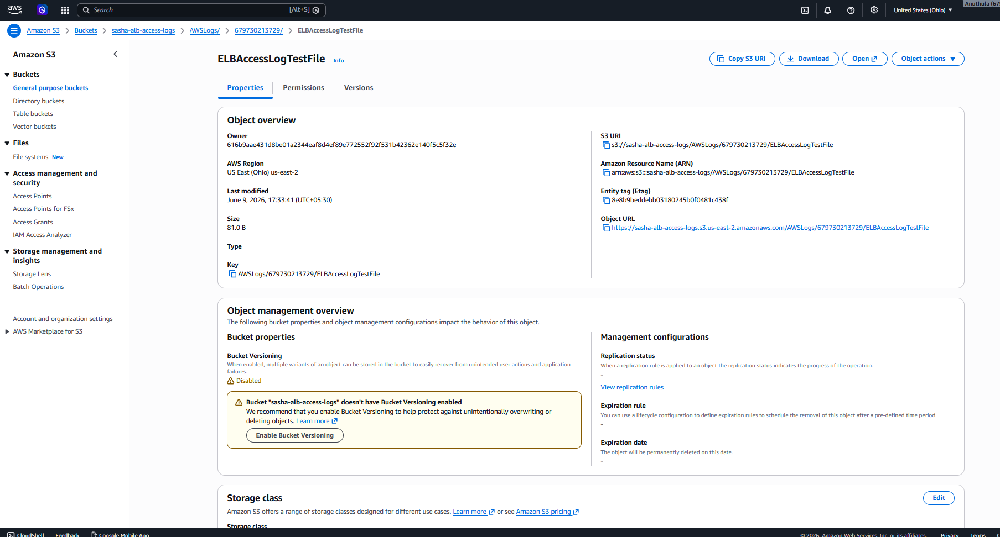 aws
Search
[Alt+S]
United States (Ohio)
Anuthula (67
Amazon S3
Buckets
sasha-alb-access-logs
AWSLogs/
679730213729/
ELBAccessLogTestFile
Amazon S3
Buckets
General purpose buckets
Directory buckets
Table buckets
Vector buckets
Files
File systems New
Access management and
security
Access Points
Access Points for FSx
Access Grants
IAM Access Analyzer
Storage management and
insights
Storage Lens
Batch Operations
Account and organization settings
AWS Marketplace for S3
ELBAccessLogTestFile Info
Copy S3 URI
Download
Open
Object actions
Properties
Permissions
Versions
Object overview
Owner
616b9aae431d8be01a2344eaf8d4ef89e772552f92f531b42362e140f5c5f32e
AWS Region
US East (Ohio) us-east-2
Last modified
June 9, 2026, 17:33:41 (UTC+05:30)
Size
81.0 B
Type
Key
AWSLogs/679730213729/ELBAccessLogTestFile
S3 URI
s3://sasha-alb-access-logs/AWSLogs/679730213729/ELBAccessLogTestFile
Amazon Resource Name (ARN)
arn:aws:s3:::sasha-alb-access-logs/AWSLogs/679730213729/ELBAccessLogTestFile
Entity tag (Etag)
8e8b9beddebb03180245b0f0481c438f
Object URL
https://sasha-alb-access-logs.s3.us-east-2.amazonaws.com/AWSLogs/679730213729/ELBAccessLogTestFile
Object management overview
The following bucket properties and object management configurations impact the behavior of this object.
Bucket properties
Bucket Versioning
When enabled, multiple variants of an object can be stored in the bucket to easily recover from unintended user actions and application
failures.
Disabled
Bucket "sasha-alb-access-logs" doesn't have Bucket Versioning enabled
We recommend that you enable Bucket Versioning to help protect against unintentionally overwriting or
deleting objects. Learn more
Enable Bucket Versioning
Management configurations
Replication status
When a replication rule is applied to an object the replication status indicates the progress of the operation.
-
View replication rules
Expiration rule
You can use a lifecycle configuration to define expiration rules to schedule the removal of this object after a pre-defined time period.
-
Expiration date
The object will be permanently deleted on this date.
-
Storage class
Edit
Amazon S3 offers a range of storage classes designed for different use cases. Learn more or see Amazon S3 pricing
Storage class
CloudShell
Feedback
Console Mobile App
© 2026, Amazon Web Services, Inc. or its affiliates.
Privacy
Terms
C